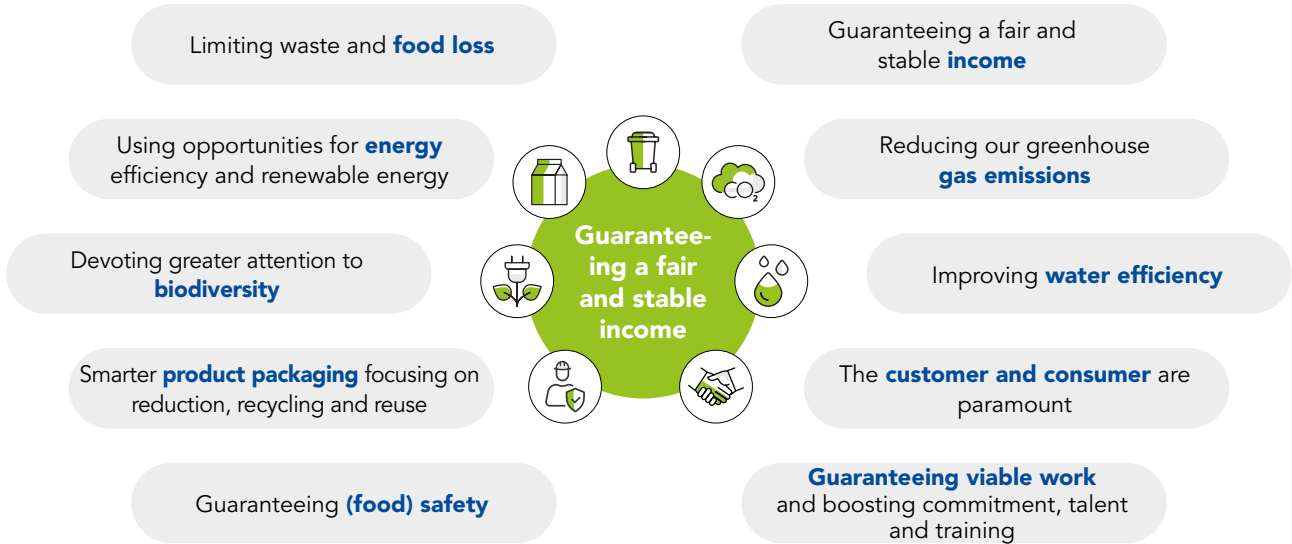 Limiting waste and food loss
Guaranteeing a fair and
stable income
Using opportunities for energy
efficiency and renewable energy
Reducing our greenhouse
gas emissions
Devoting greater attention to
biodiversity
Guarantee-
ing a fair
and stable
income
2
Improving water efficiency
Smarter product packaging focusing on
reduction, recycling and reuse
The customer and consumer are
paramount
Guaranteeing (food) safety
Guaranteeing viable work
and boosting commitment, talent
and training